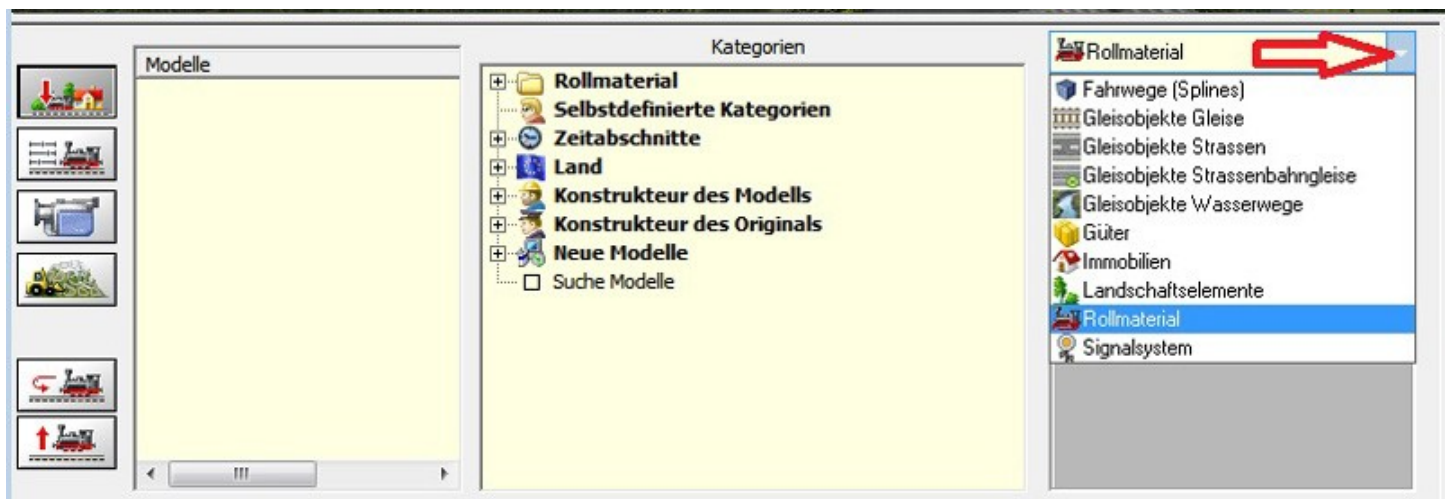 Modelle
Kategorien
Rollmaterial
Selbstdefinierte Kategorien
Zeitabschnitte
Land
Konstrukteur des Modells
Konstrukteur des Originals
Neue Modelle
Suche Modelle
Rollmaterial
Fahrwege (Splines)
Gleisobjekte Gleise
Gleisobjekte Strassen
Gleisobjekte Strassenbahngleise
Gleisobjekte Wasserwege
Güter
Immobilien
Landschaftselemente
Rollmaterial
Signalsystem